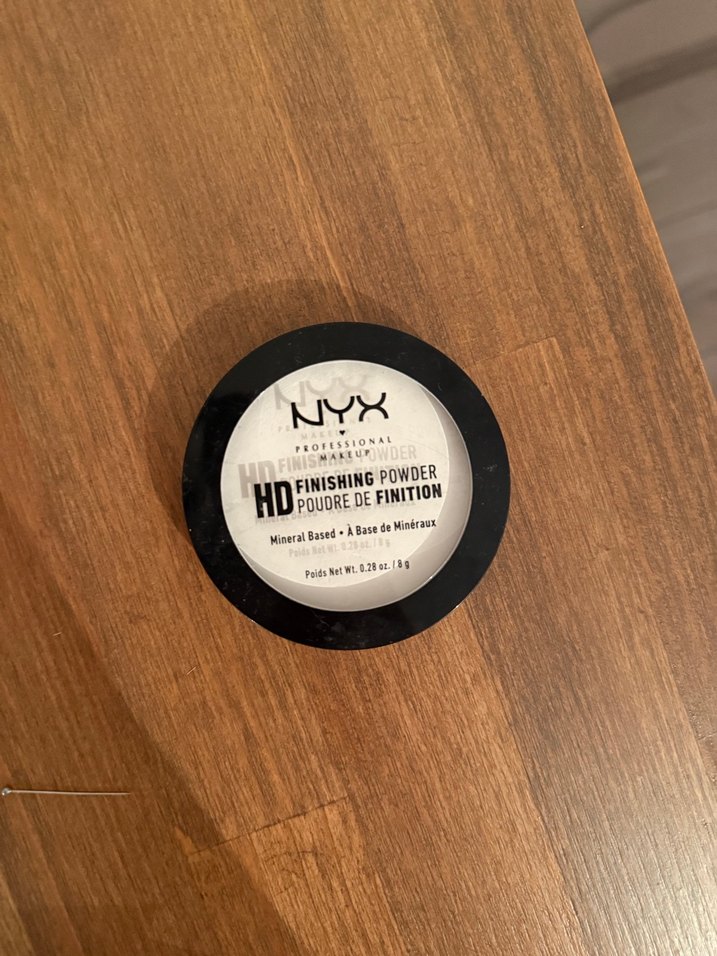 NYX
PROFESSIONAL
MAKEUP
HD FINISHING POWDER
POUDRE DE FINITION
Mineral Based • À Base de Minéraux
Poids Net Wt. 0.28 oz. / 8 g